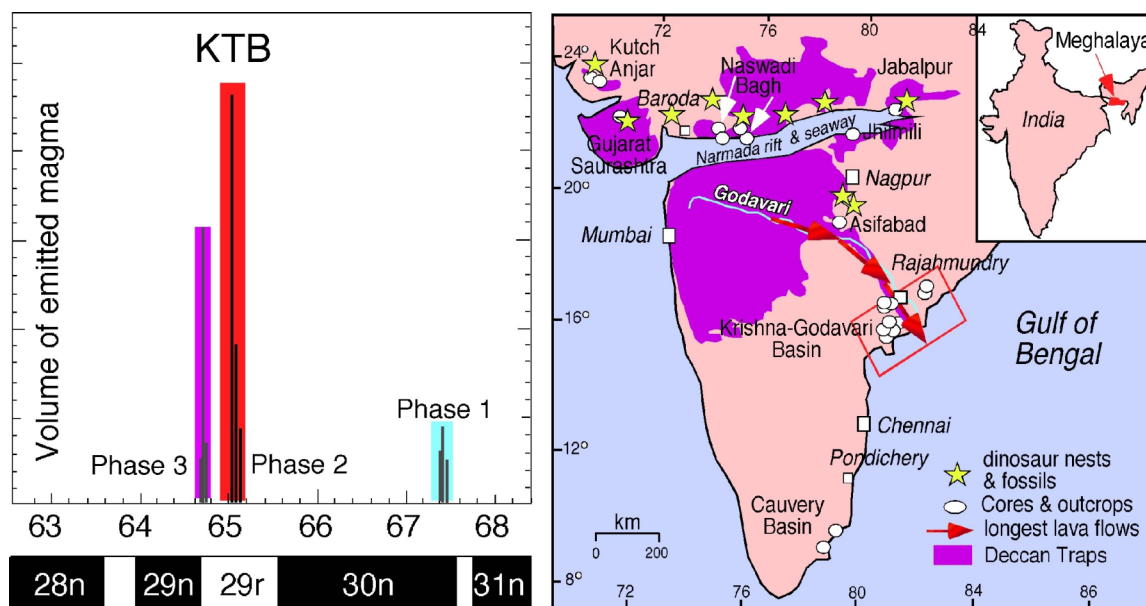 KTB
Volume of emitted magma
Phase 1
Phase 3
Phase 2
63 64 65 66 67 68
28n 29n 29r 30n 31n
72 76 80 84
24°
20°
16°
12°
8°
Kutch
Anjar
Naswadi
Bagh
Jabalpur
Baroda
Gujarat
Saurashtra
Narmada rift & seaway
Jhilmili
Nagpur
Godavari
Asifabad
Mumbai
Rajahmundry
Krishna-Godavari
Basin
Gulf of
Bengal
Chennai
Pondichery
Cauvery
Basin
km
0 200
dinosaur nests
& fossils
Cores & outcrops
longest lava flows
Deccan Traps
72 76 80 84
Meghalaya
India